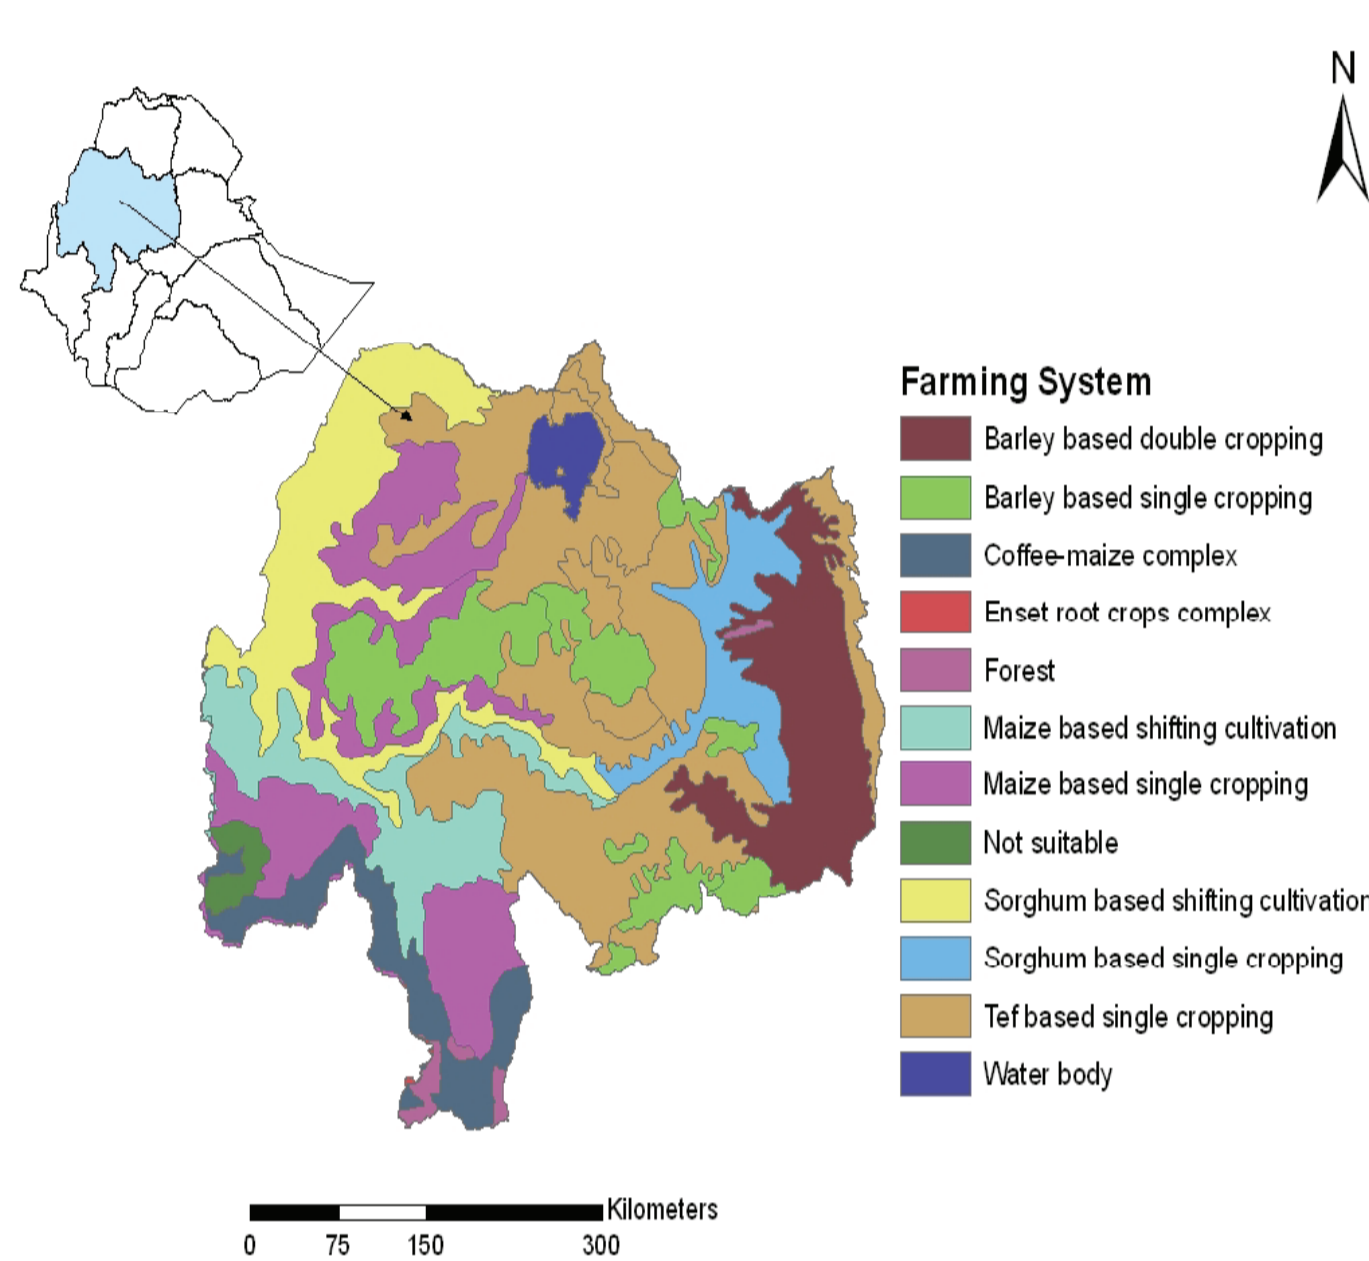 N
Farming System
Barley based double cropping
Barley based single cropping
Coffee-maize complex
Enset root crops complex
Forest
Maize based shifting cultivation
Maize based single cropping
Not suitable
Sorghum based shifting cultivation
Sorghum based single cropping
Tef based single cropping
Water body
Kilometers
0 75 150 300